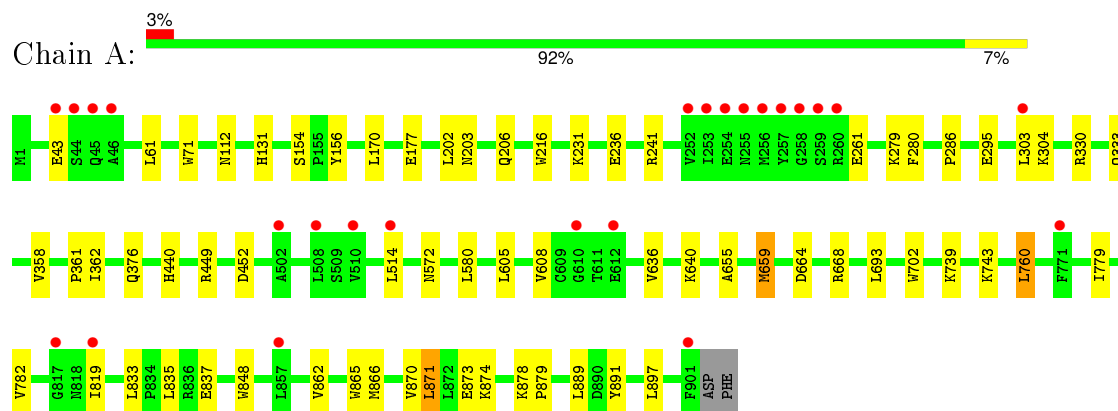 3%
Chain A:
92% 7%
M1 E43 S44 Q45 A46 L61 W71 N112 H131 S154 P155 Y156 L170 E177 L202 N203 Q206 W216 K231 E236 R241 V252 I253 E254 N255 M256 Y257 G258 S259 R260 E261 K279 F280 P286 E295 L303 K304 R330
V358 P361 I362 Q376 H440 R449 D452 A502 L508 S509 V510 L514 N572 L580 L605 V608 C609 G610 T611 E612 V636 K640 A655 M659 D664 R668 L693 W702 K739 K743 L760 F771 I779
V782 G817 N818 I819 L833 P834 L835 R836 E837 W848 L857 V862 W865 M866 V870 L871 L872 E873 K874 K878 P879 L889 D890 Y891 L897 F901 ASP PHE